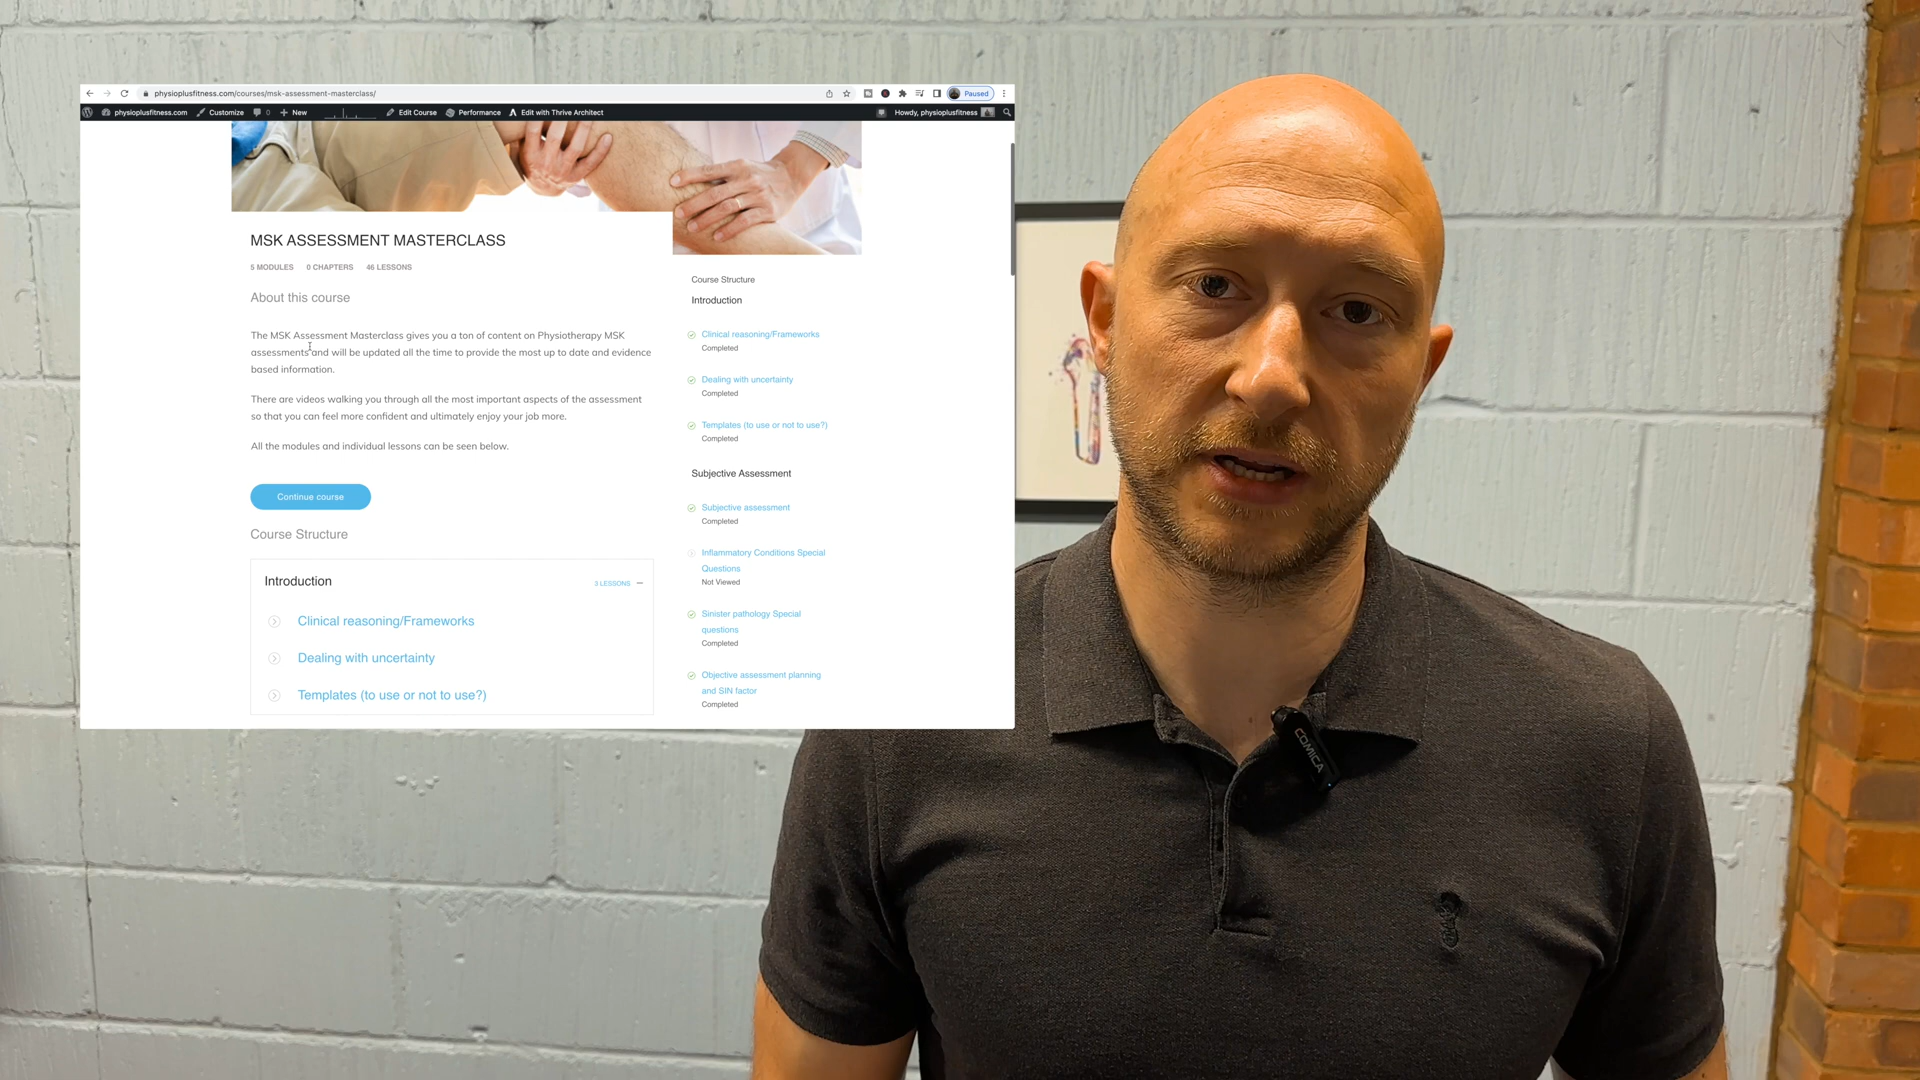 physioplusfitness.com/courses/msk-assessment-masterclass/
Paused
physioplusfitness.com
Customize
0
New
Edit Course
Performance
Edit with Thrive Architect
Howdy, physioplusfitness
MSK ASSESSMENT MASTERCLASS
5 MODULES 0 CHAPTERS 46 LESSONS
About this course
The MSK Assessment Masterclass gives you a ton of content on Physiotherapy MSK
assessments and will be updated all the time to provide the most up to date and evidence
based information.
There are videos walking you through all the most important aspects of the assessment
so that you can feel more confident and ultimately enjoy your job more.
All the modules and individual lessons can be seen below.
Continue course
Course Structure
Introduction
3 LESSONS
Clinical reasoning/Frameworks
Dealing with uncertainty
Templates (to use or not to use?)
Course Structure
Introduction
Clinical reasoning/Frameworks
Completed
Dealing with uncertainty
Completed
Templates (to use or not to use?)
Completed
Subjective Assessment
Subjective assessment
Completed
Inflammatory Conditions Special
Questions
Not Viewed
Sinister pathology Special
questions
Completed
Objective assessment planning
and SIN factor
Completed
COMICA